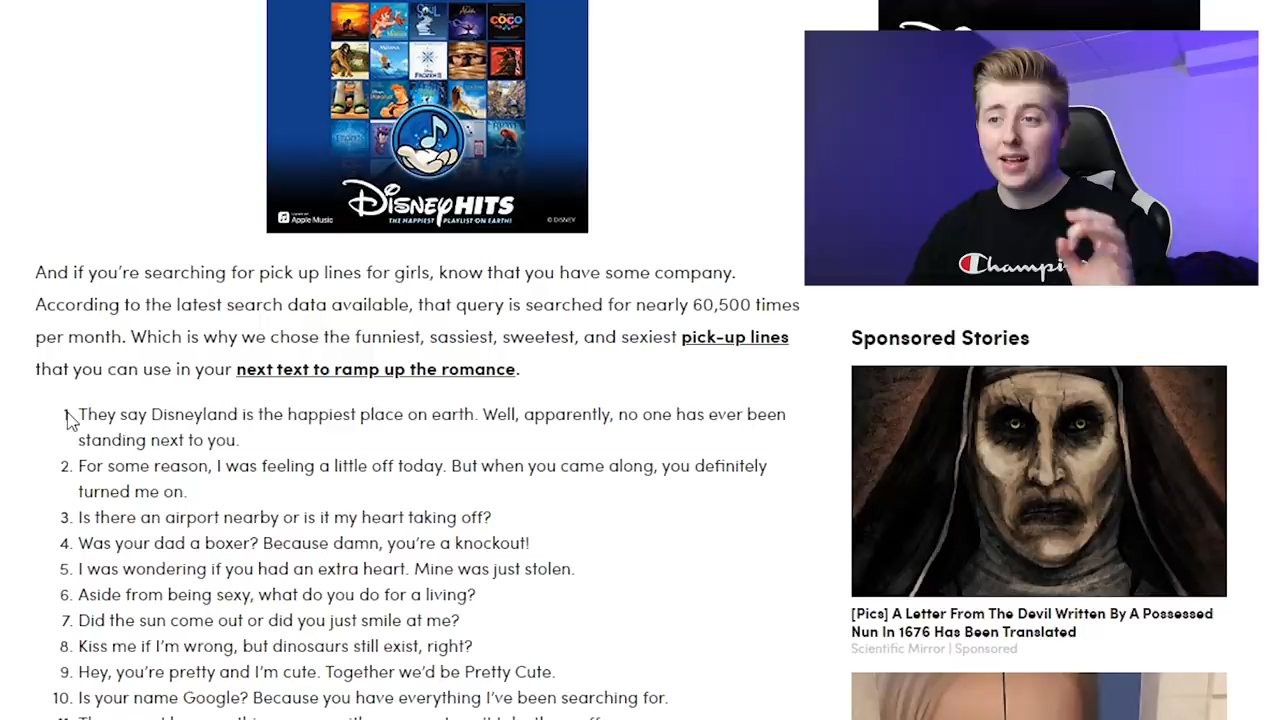 COCO
DISNEY HITS
THE HAPPIEST PLAYLIST ON EARTH!
Apple Music
© DISNEY
Champi
And if you're searching for pick up lines for girls, know that you have some company.
According to the latest search data available, that query is searched for nearly 60,500 times
per month. Which is why we chose the funniest, sassiest, sweetest, and sexiest pick-up lines
that you can use in your next text to ramp up the romance.
1. They say Disneyland is the happiest place on earth. Well, apparently, no one has ever been
standing next to you.
2. For some reason, I was feeling a little off today. But when you came along, you definitely
turned me on.
3. Is there an airport nearby or is it my heart taking off?
4. Was your dad a boxer? Because damn, you're a knockout!
5. I was wondering if you had an extra heart. Mine was just stolen.
6. Aside from being sexy, what do you do for a living?
7. Did the sun come out or did you just smile at me?
8. Kiss me if I'm wrong, but dinosaurs still exist, right?
9. Hey, you're pretty and I'm cute. Together we'd be Pretty Cute.
10. Is your name Google? Because you have everything I've been searching for.
Sponsored Stories
[Pics] A Letter From The Devil Written By A Possessed
Nun In 1676 Has Been Translated
Scientific Mirror | Sponsored